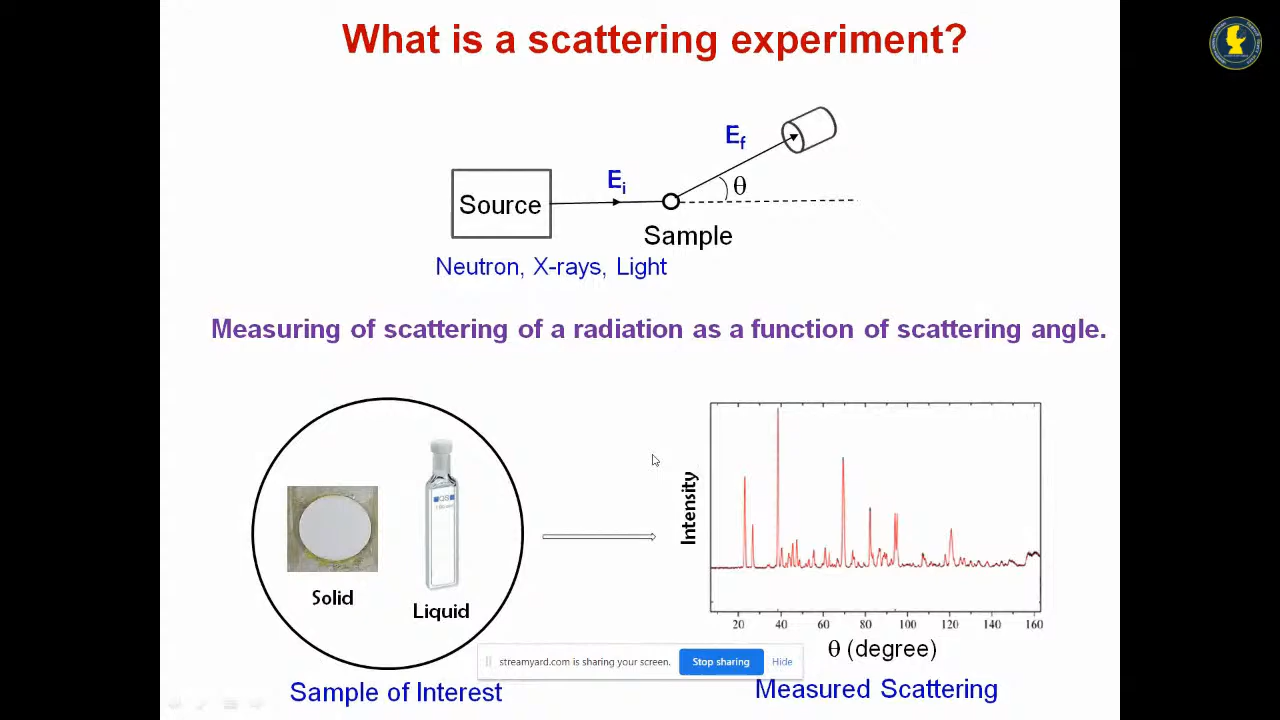 What is a scattering experiment?
E_f
E_i
θ
Source
Sample
Neutron, X-rays, Light
Measuring of scattering of a radiation as a function of scattering angle.
Solid
Liquid
Intensity
20 40 60 80 100 120 140 160
θ (degree)
streamyard.com is sharing your screen. Stop sharing Hide
Sample of Interest
Measured Scattering